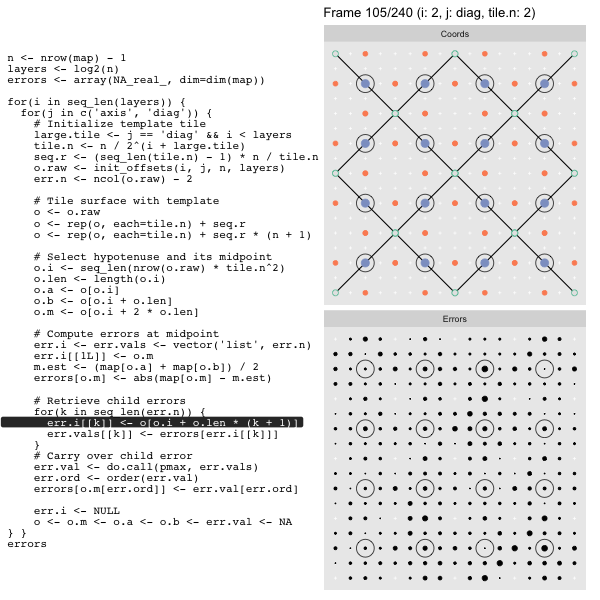 Frame 105/240 (i: 2, j: diag, tile.n: 2)
n <- nrow(map) - 1
layers <- log2(n)
errors <- array(NA_real_, dim=dim(map))
for(i in seq_len(layers)) {
  for(j in c('axis', 'diag')) {
    # Initialize template tile
    large.tile <- j == 'diag' && i < layers
    tile.n <- n / 2^(i + large.tile)
    seq.r <- (seq_len(tile.n) - 1) * n / tile.n
    o.raw <- init_offsets(i, j, n, layers)
    err.n <- ncol(o.raw) - 2
    # Tile surface with template
    o <- o.raw
    o <- rep(o, each=tile.n) + seq.r
    o <- rep(o, each=tile.n) + seq.r * (n + 1)
    # Select hypotenuse and its midpoint
    o.i <- seq_len(nrow(o.raw) * tile.n^2)
    o.len <- length(o.i)
    o.a <- o[o.i]
    o.b <- o[o.i + o.len]
    o.m <- o[o.i + 2 * o.len]
    # Compute errors at midpoint
    err.i <- err.vals <- vector('list', err.n)
    err.i[[1L]] <- o.m
    m.est <- (map[o.a] + map[o.b]) / 2
    errors[o.m] <- abs(map[o.m] - m.est)
    # Retrieve child errors
    for(k in seq_len(err.n)) {
      err.i[[k]] <- o[o.i + o.len * (k + 1)]
      err.vals[[k]] <- errors[err.i[[k]]]
    }
    # Carry over child error
    err.val <- do.call(pmax, err.vals)
    err.ord <- order(err.val)
    errors[o.m[err.ord]] <- err.val[err.ord]
    err.i <- NULL
    o <- o.m <- o.a <- o.b <- err.val <- NA
} }
errors
Coords
Errors